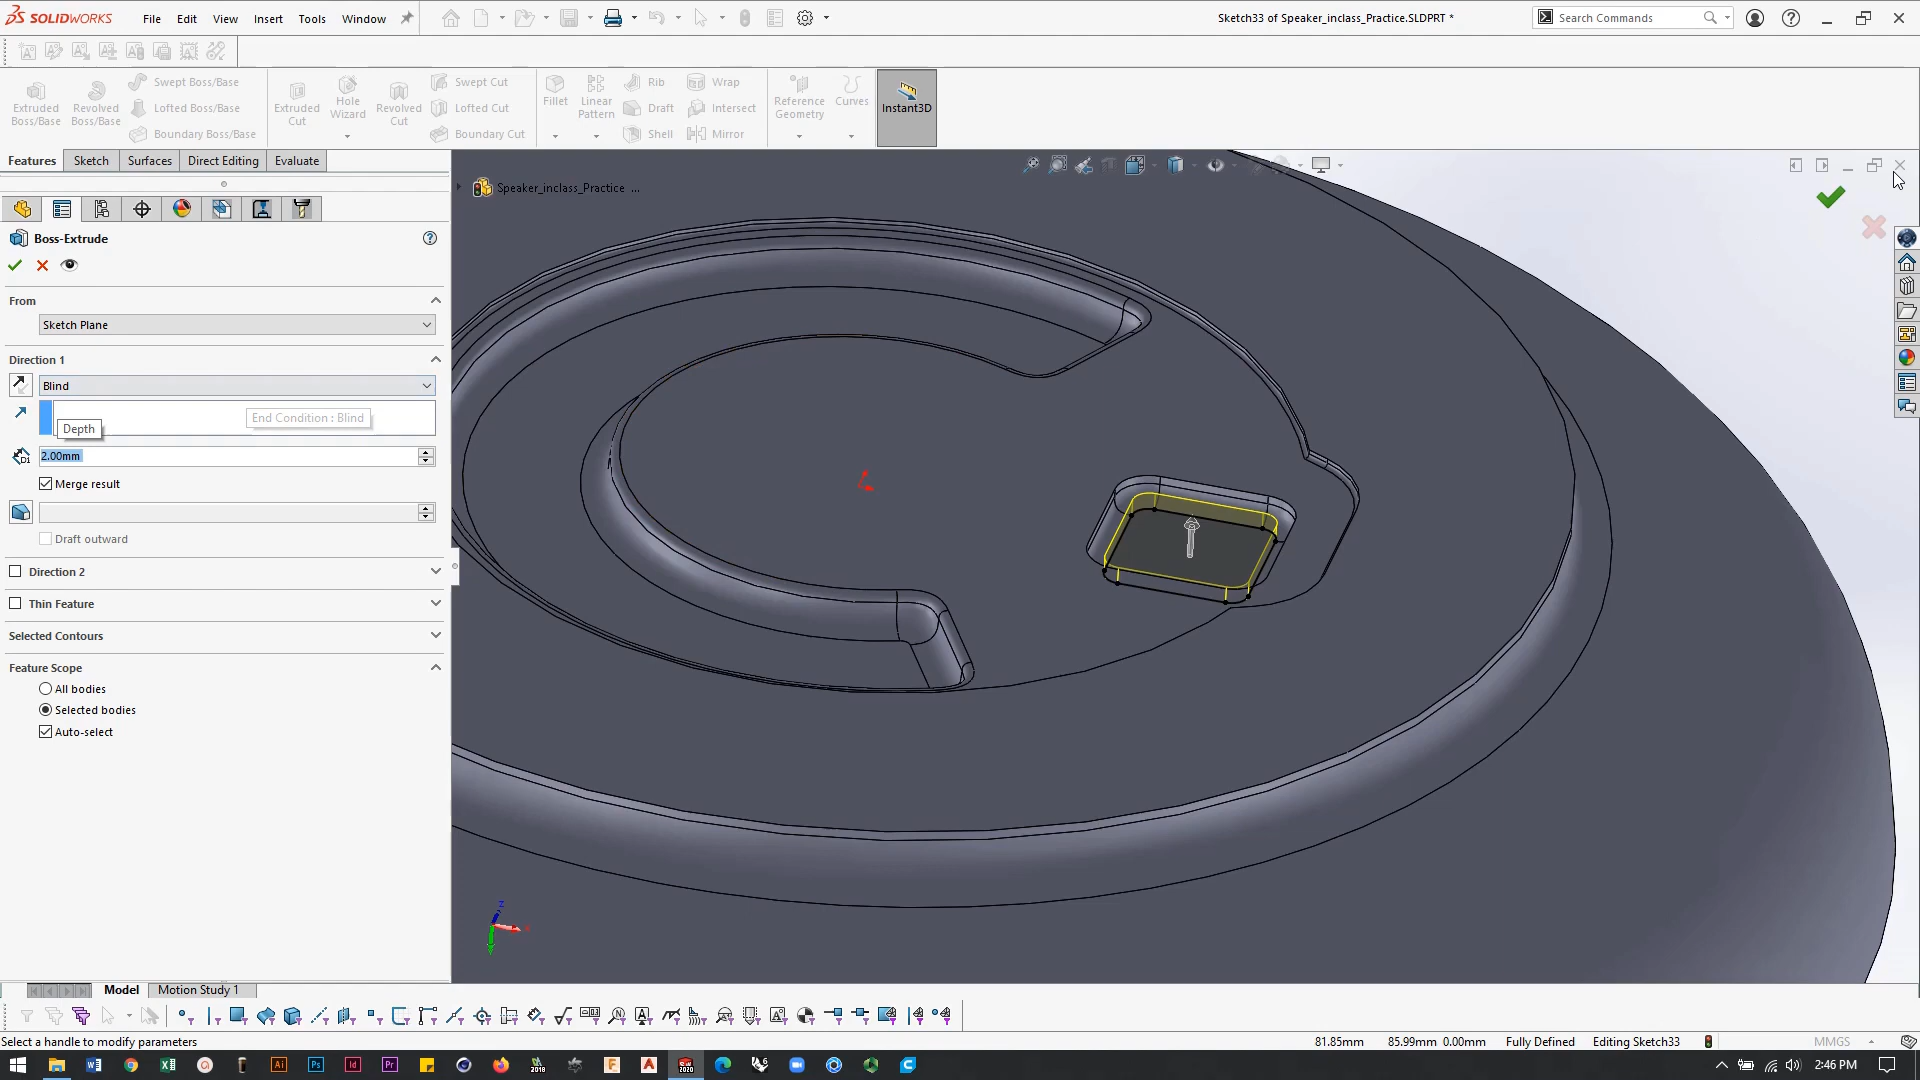 SOLIDWORKS
File Edit View Insert Tools Window
Sketch33 of Speaker_inclass_Practice.SLDPRT *
Search Commands
Extruded Boss/Base
Revolved Boss/Base
Swept Boss/Base
Lofted Boss/Base
Boundary Boss/Base
Extruded Cut
Hole Wizard
Revolved Cut
Swept Cut
Lofted Cut
Boundary Cut
Fillet
Linear Pattern
Rib
Draft
Shell
Wrap
Intersect
Mirror
Reference Geometry
Curves
Instant3D
Features Sketch Surfaces Direct Editing Evaluate
Speaker_inclass_Practice ...
Boss-Extrude
From
Sketch Plane
Direction 1
Blind
End Condition : Blind
Depth
2.00mm
Merge result
Draft outward
Direction 2
Thin Feature
Selected Contours
Feature Scope
All bodies
Selected bodies
Auto-select
Z
Model Motion Study 1
Select a handle to modify parameters
81.85mm 85.99mm 0.00mm Fully Defined Editing Sketch33 MMGS
2:46 PM